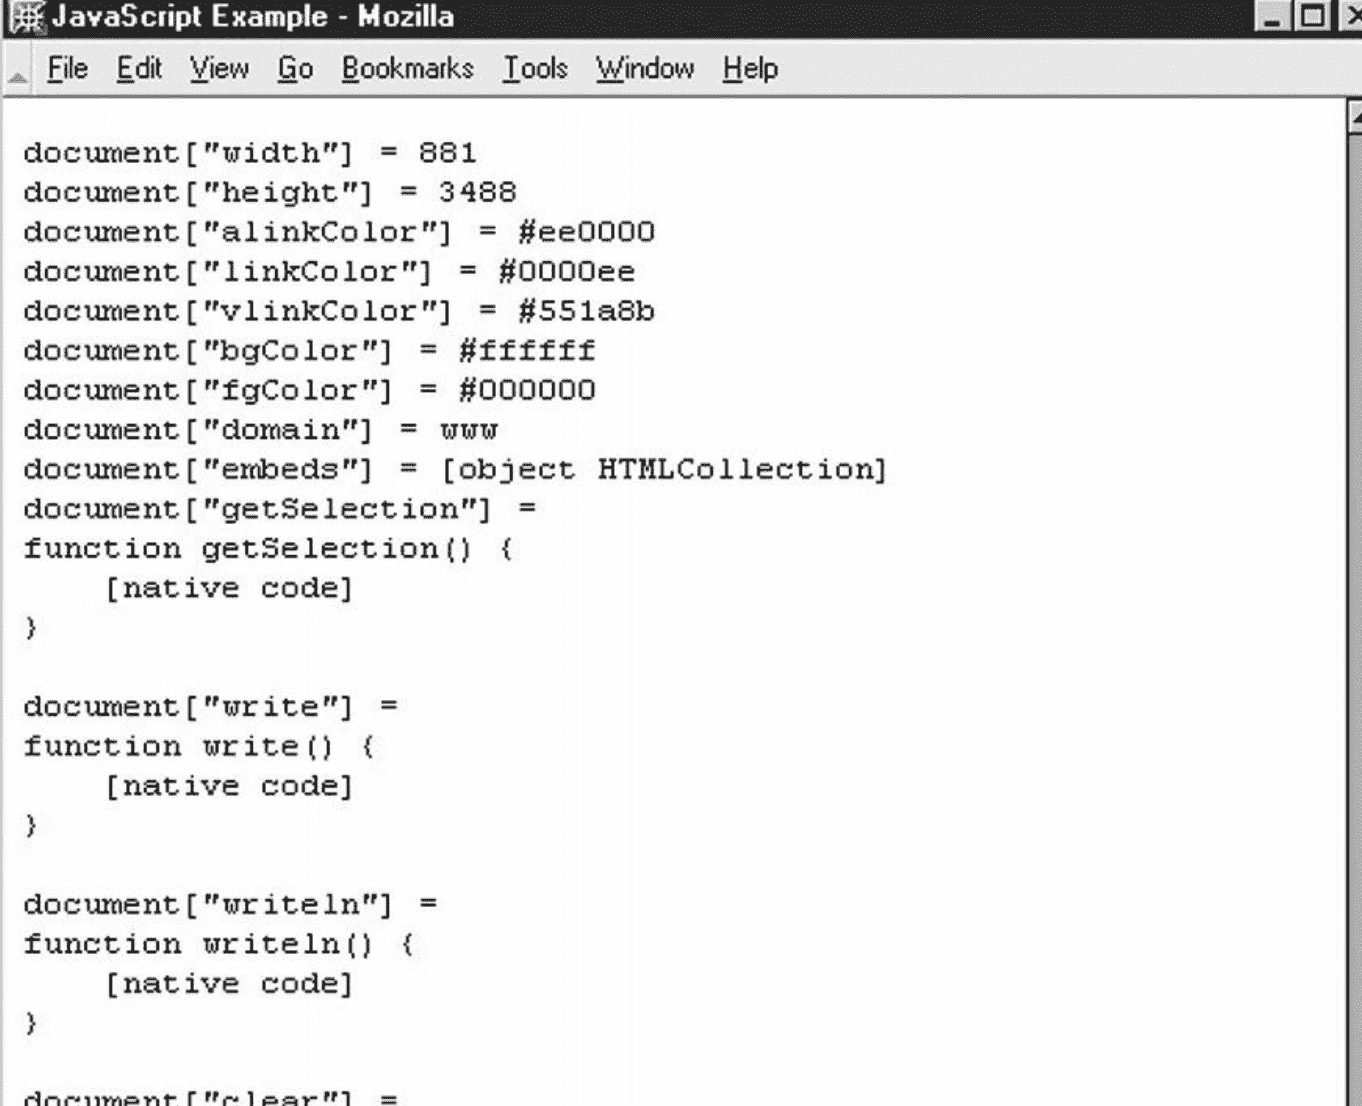 JavaScript Example - Mozilla
File Edit View Go Bookmarks Tools Window Help
document["width"] = 881
document["height"] = 3488
document["alinkColor"] = #ee0000
document["linkColor"] = #0000ee
document["vlinkColor"] = #551a8b
document["bgColor"] = #ffffff
document["fgColor"] = #000000
document["domain"] = www
document["embeds"] = [object HTMLCollection]
document["getSelection"] =
function getSelection() {
    [native code]
}
document["write"] =
function write() {
    [native code]
}
document["writeln"] =
function writeln() {
    [native code]
}
document["clear"] =